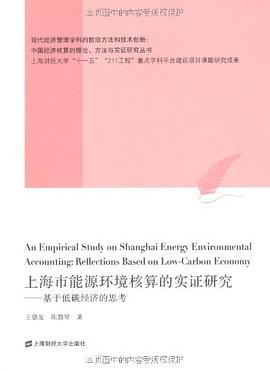 本页面中的内容受版权保护
现代经济管理学科的前沿方法和技术创新:
中国经济核算的理论、方法与实证研究丛书
上海财经大学“十一五”“211工程”重点学科平台建设项目课题研究成果
An Empirical Study on Shanghai Energy Environmental
Accounting: Reflections Based on Low-Carbon Economy
上海市能源环境核算的实证研究
——基于低碳经济的思考
王德发 陈慧琴 著
上海财经大学出版社
本页面中的内容受版权保护